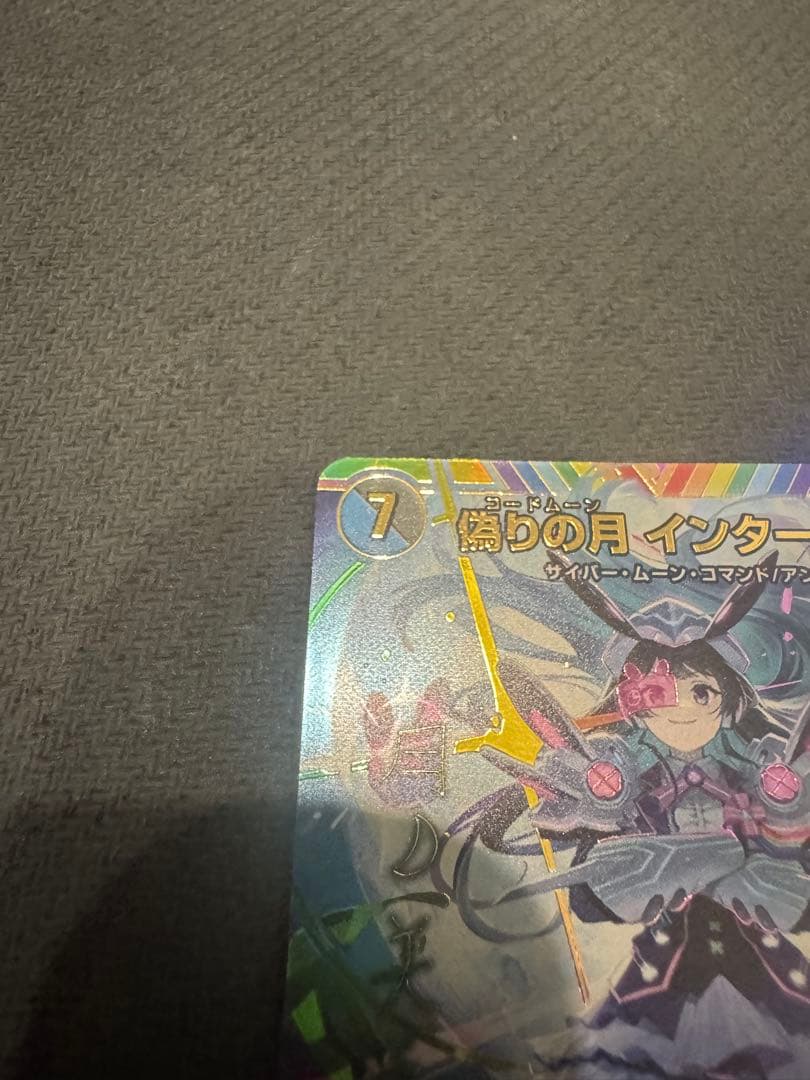 7
コードムーン
偽りの月 インター
サイバー・ムーン・コマンド/アン
月